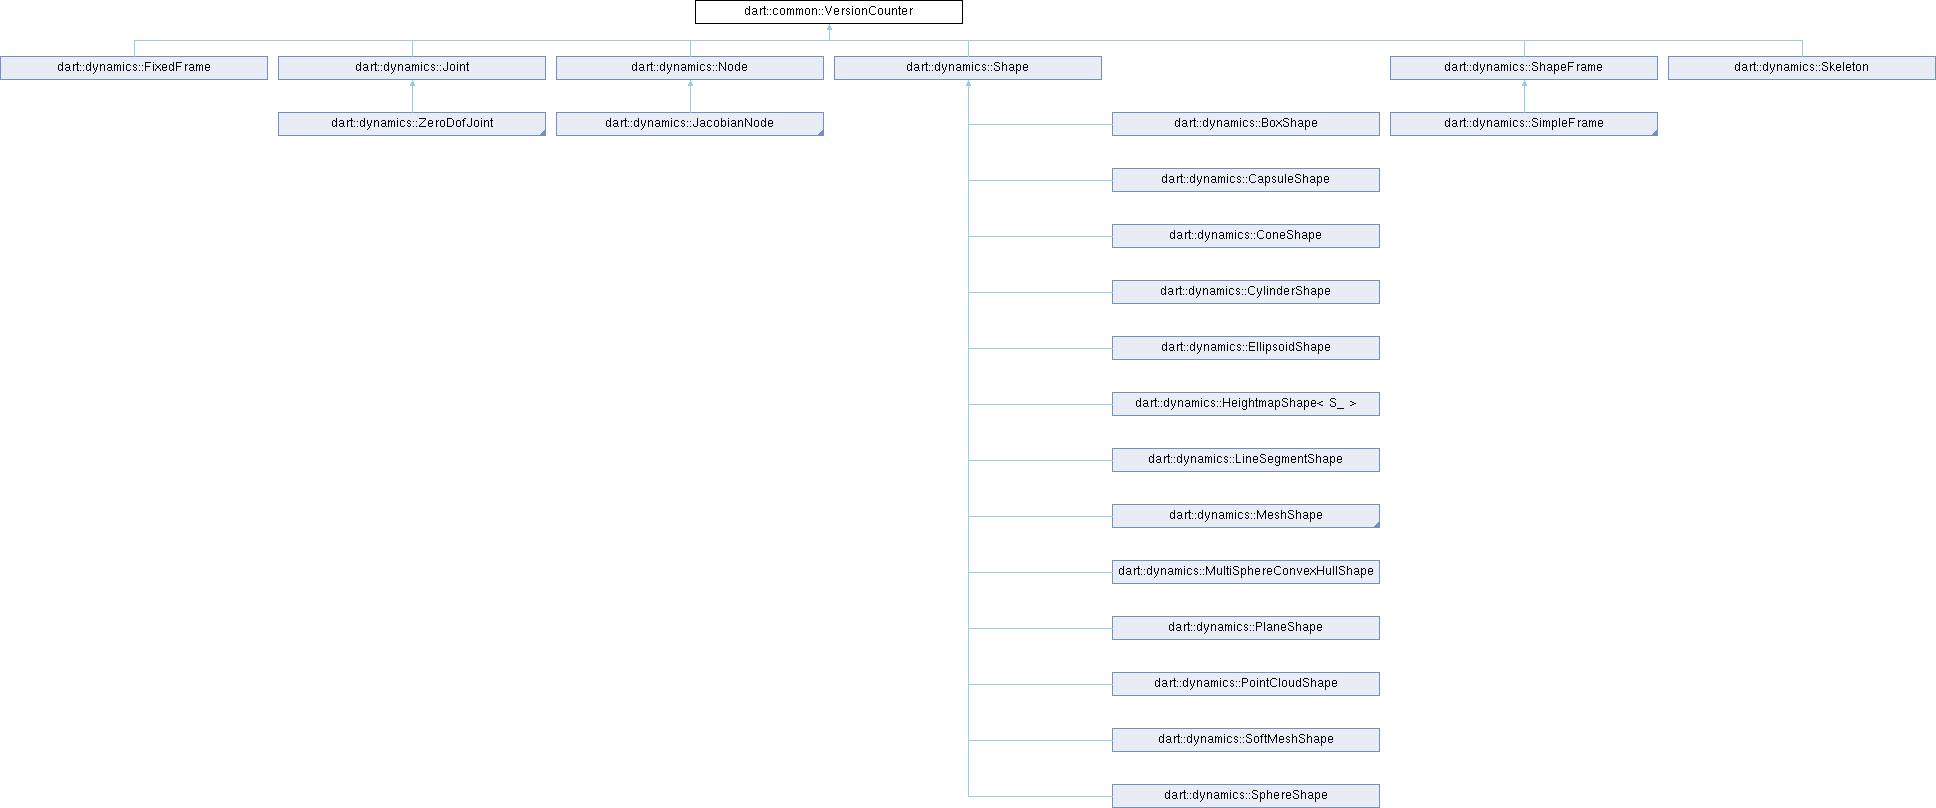 dart::common::VersionCounter
dart::dynamics::FixedFrame
dart::dynamics::Joint
dart::dynamics::Node
dart::dynamics::Shape
dart::dynamics::ShapeFrame
dart::dynamics::Skeleton
dart::dynamics::ZeroDofJoint
dart::dynamics::JacobianNode
dart::dynamics::BoxShape
dart::dynamics::SimpleFrame
dart::dynamics::CapsuleShape
dart::dynamics::ConeShape
dart::dynamics::CylinderShape
dart::dynamics::EllipsoidShape
dart::dynamics::HeightmapShape< S_ >
dart::dynamics::LineSegmentShape
dart::dynamics::MeshShape
dart::dynamics::MultiSphereConvexHullShape
dart::dynamics::PlaneShape
dart::dynamics::PointCloudShape
dart::dynamics::SoftMeshShape
dart::dynamics::SphereShape